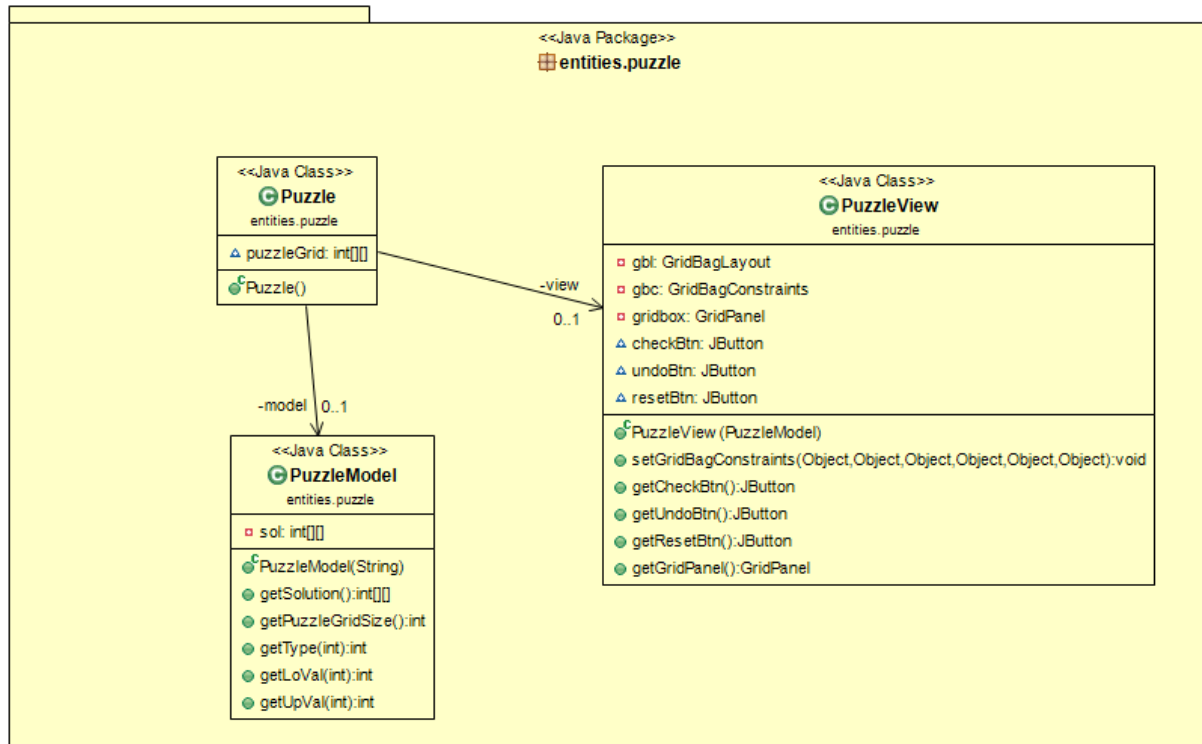 <<Java Package>>
entities.puzzle
<<Java Class>>
Puzzle
entities.puzzle
puzzleGrid: int[][]
Puzzle()
-view
0..1
-model
0..1
<<Java Class>>
PuzzleModel
entities.puzzle
sol: int[][]
PuzzleModel(String)
getSolution():int[][]
getPuzzleGridSize():int
getType(int):int
getLoVal(int):int
getUpVal(int):int
<<Java Class>>
PuzzleView
entities.puzzle
gbl: GridBagLayout
gbc: GridBagConstraints
gridbox: GridPanel
checkBtn: JButton
undoBtn: JButton
resetBtn: JButton
PuzzleView(PuzzleModel)
setGridBagConstraints(Object,Object,Object,Object,Object,Object):void
getCheckBtn():JButton
getUndoBtn():JButton
getResetBtn():JButton
getGridPanel():GridPanel